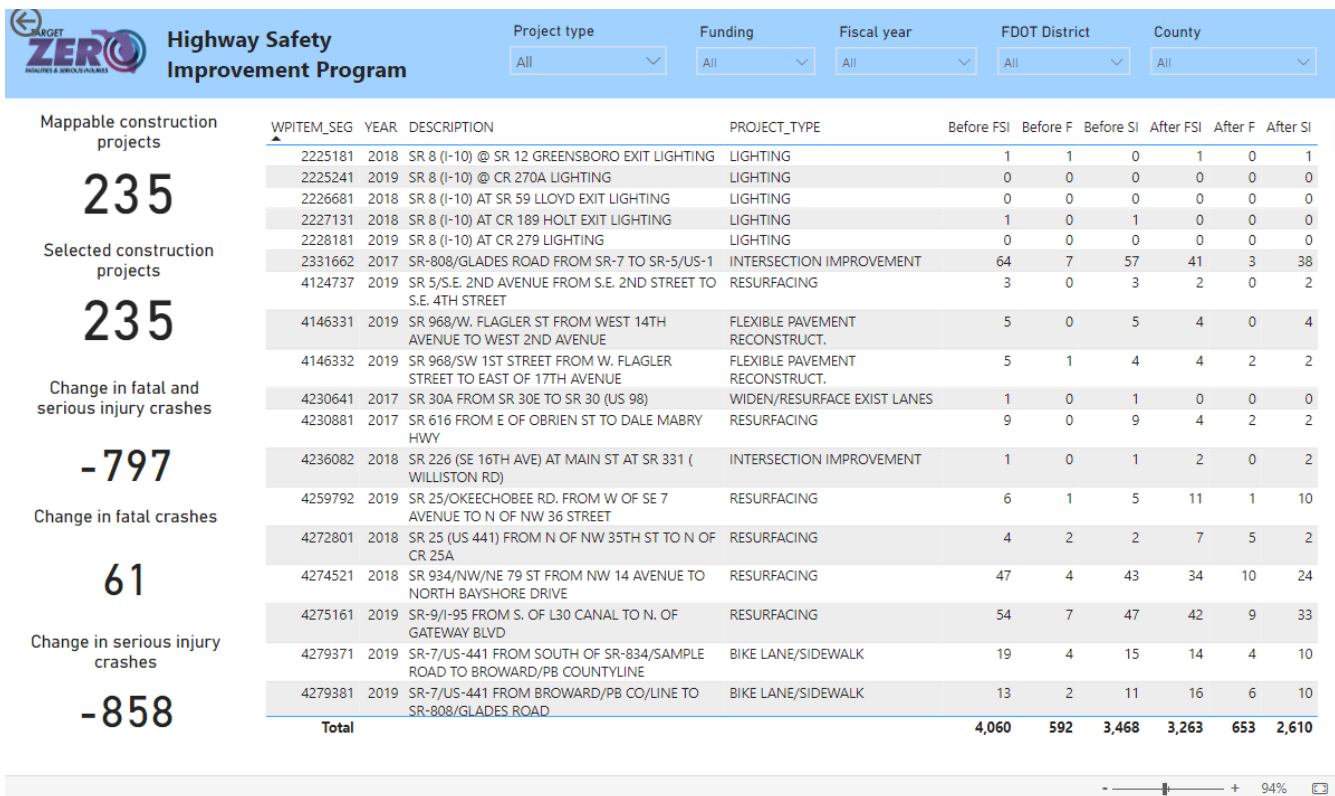 TARGET
ZERO
FATALITIES & SERIOUS INJURIES
Highway Safety
Improvement Program
Project type
All
Funding
All
Fiscal year
All
FDOT District
All
County
All
Mappable construction
projects
235
Selected construction
projects
235
Change in fatal and
serious injury crashes
-797
Change in fatal crashes
61
Change in serious injury
crashes
-858
WPITEM_SEG YEAR DESCRIPTION PROJECT_TYPE Before FSI Before F Before SI After FSI After F After SI
2225181 2018 SR 8 (I-10) @ SR 12 GREENSBORO EXIT LIGHTING LIGHTING 1 1 0 1 0 1
2225241 2019 SR 8 (I-10) @ CR 270A LIGHTING LIGHTING 0 0 0 0 0 0
2226681 2018 SR 8 (I-10) AT SR 59 LLOYD EXIT LIGHTING LIGHTING 0 0 0 0 0 0
2227131 2018 SR 8 (I-10) AT CR 189 HOLT EXIT LIGHTING LIGHTING 1 0 1 0 0 0
2228181 2019 SR 8 (I-10) AT CR 279 LIGHTING LIGHTING 0 0 0 0 0 0
2331662 2017 SR-808/GLADES ROAD FROM SR-7 TO SR-5/US-1 INTERSECTION IMPROVEMENT 64 7 57 41 3 38
4124737 2019 SR 5/S.E. 2ND AVENUE FROM S.E. 2ND STREET TO RESURFACING 3 0 3 2 0 2
S.E. 4TH STREET
4146331 2019 SR 968/W. FLAGLER ST FROM WEST 14TH FLEXIBLE PAVEMENT 5 0 5 4 0 4
AVENUE TO WEST 2ND AVENUE RECONSTRUCT.
4146332 2019 SR 968/SW 1ST STREET FROM W. FLAGLER FLEXIBLE PAVEMENT 5 1 4 4 2 2
STREET TO EAST OF 17TH AVENUE RECONSTRUCT.
4230641 2017 SR 30A FROM SR 30E TO SR 30 (US 98) WIDEN/RESURFACE EXIST LANES 1 0 1 0 0 0
4230881 2017 SR 616 FROM E OF OBRIEN ST TO DALE MABRY RESURFACING 9 0 9 4 2 2
HWY
4236082 2018 SR 226 (SE 16TH AVE) AT MAIN ST AT SR 331 ( INTERSECTION IMPROVEMENT 1 0 1 2 0 2
WILLISTON RD)
4259792 2019 SR 25/OKEECHOBEE RD. FROM W OF SE 7 RESURFACING 6 1 5 11 1 10
AVENUE TO N OF NW 36 STREET
4272801 2018 SR 25 (US 441) FROM N OF NW 35TH ST TO N OF RESURFACING 4 2 2 7 5 2
CR 25A
4274521 2018 SR 934/NW/NE 79 ST FROM NW 14 AVENUE TO RESURFACING 47 4 43 34 10 24
NORTH BAYSHORE DRIVE
4275161 2019 SR-9/I-95 FROM S. OF L30 CANAL TO N. OF RESURFACING 54 7 47 42 9 33
GATEWAY BLVD
4279371 2019 SR-7/US-441 FROM SOUTH OF SR-834/SAMPLE BIKE LANE/SIDEWALK 19 4 15 14 4 10
ROAD TO BROWARD/PB COUNTYLINE
4279381 2019 SR-7/US-441 FROM BROWARD/PB CO/LINE TO BIKE LANE/SIDEWALK 13 2 11 16 6 10
SR-808/GLADES ROAD
Total 4,060 592 3,468 3,263 653 2,610
- + 94%